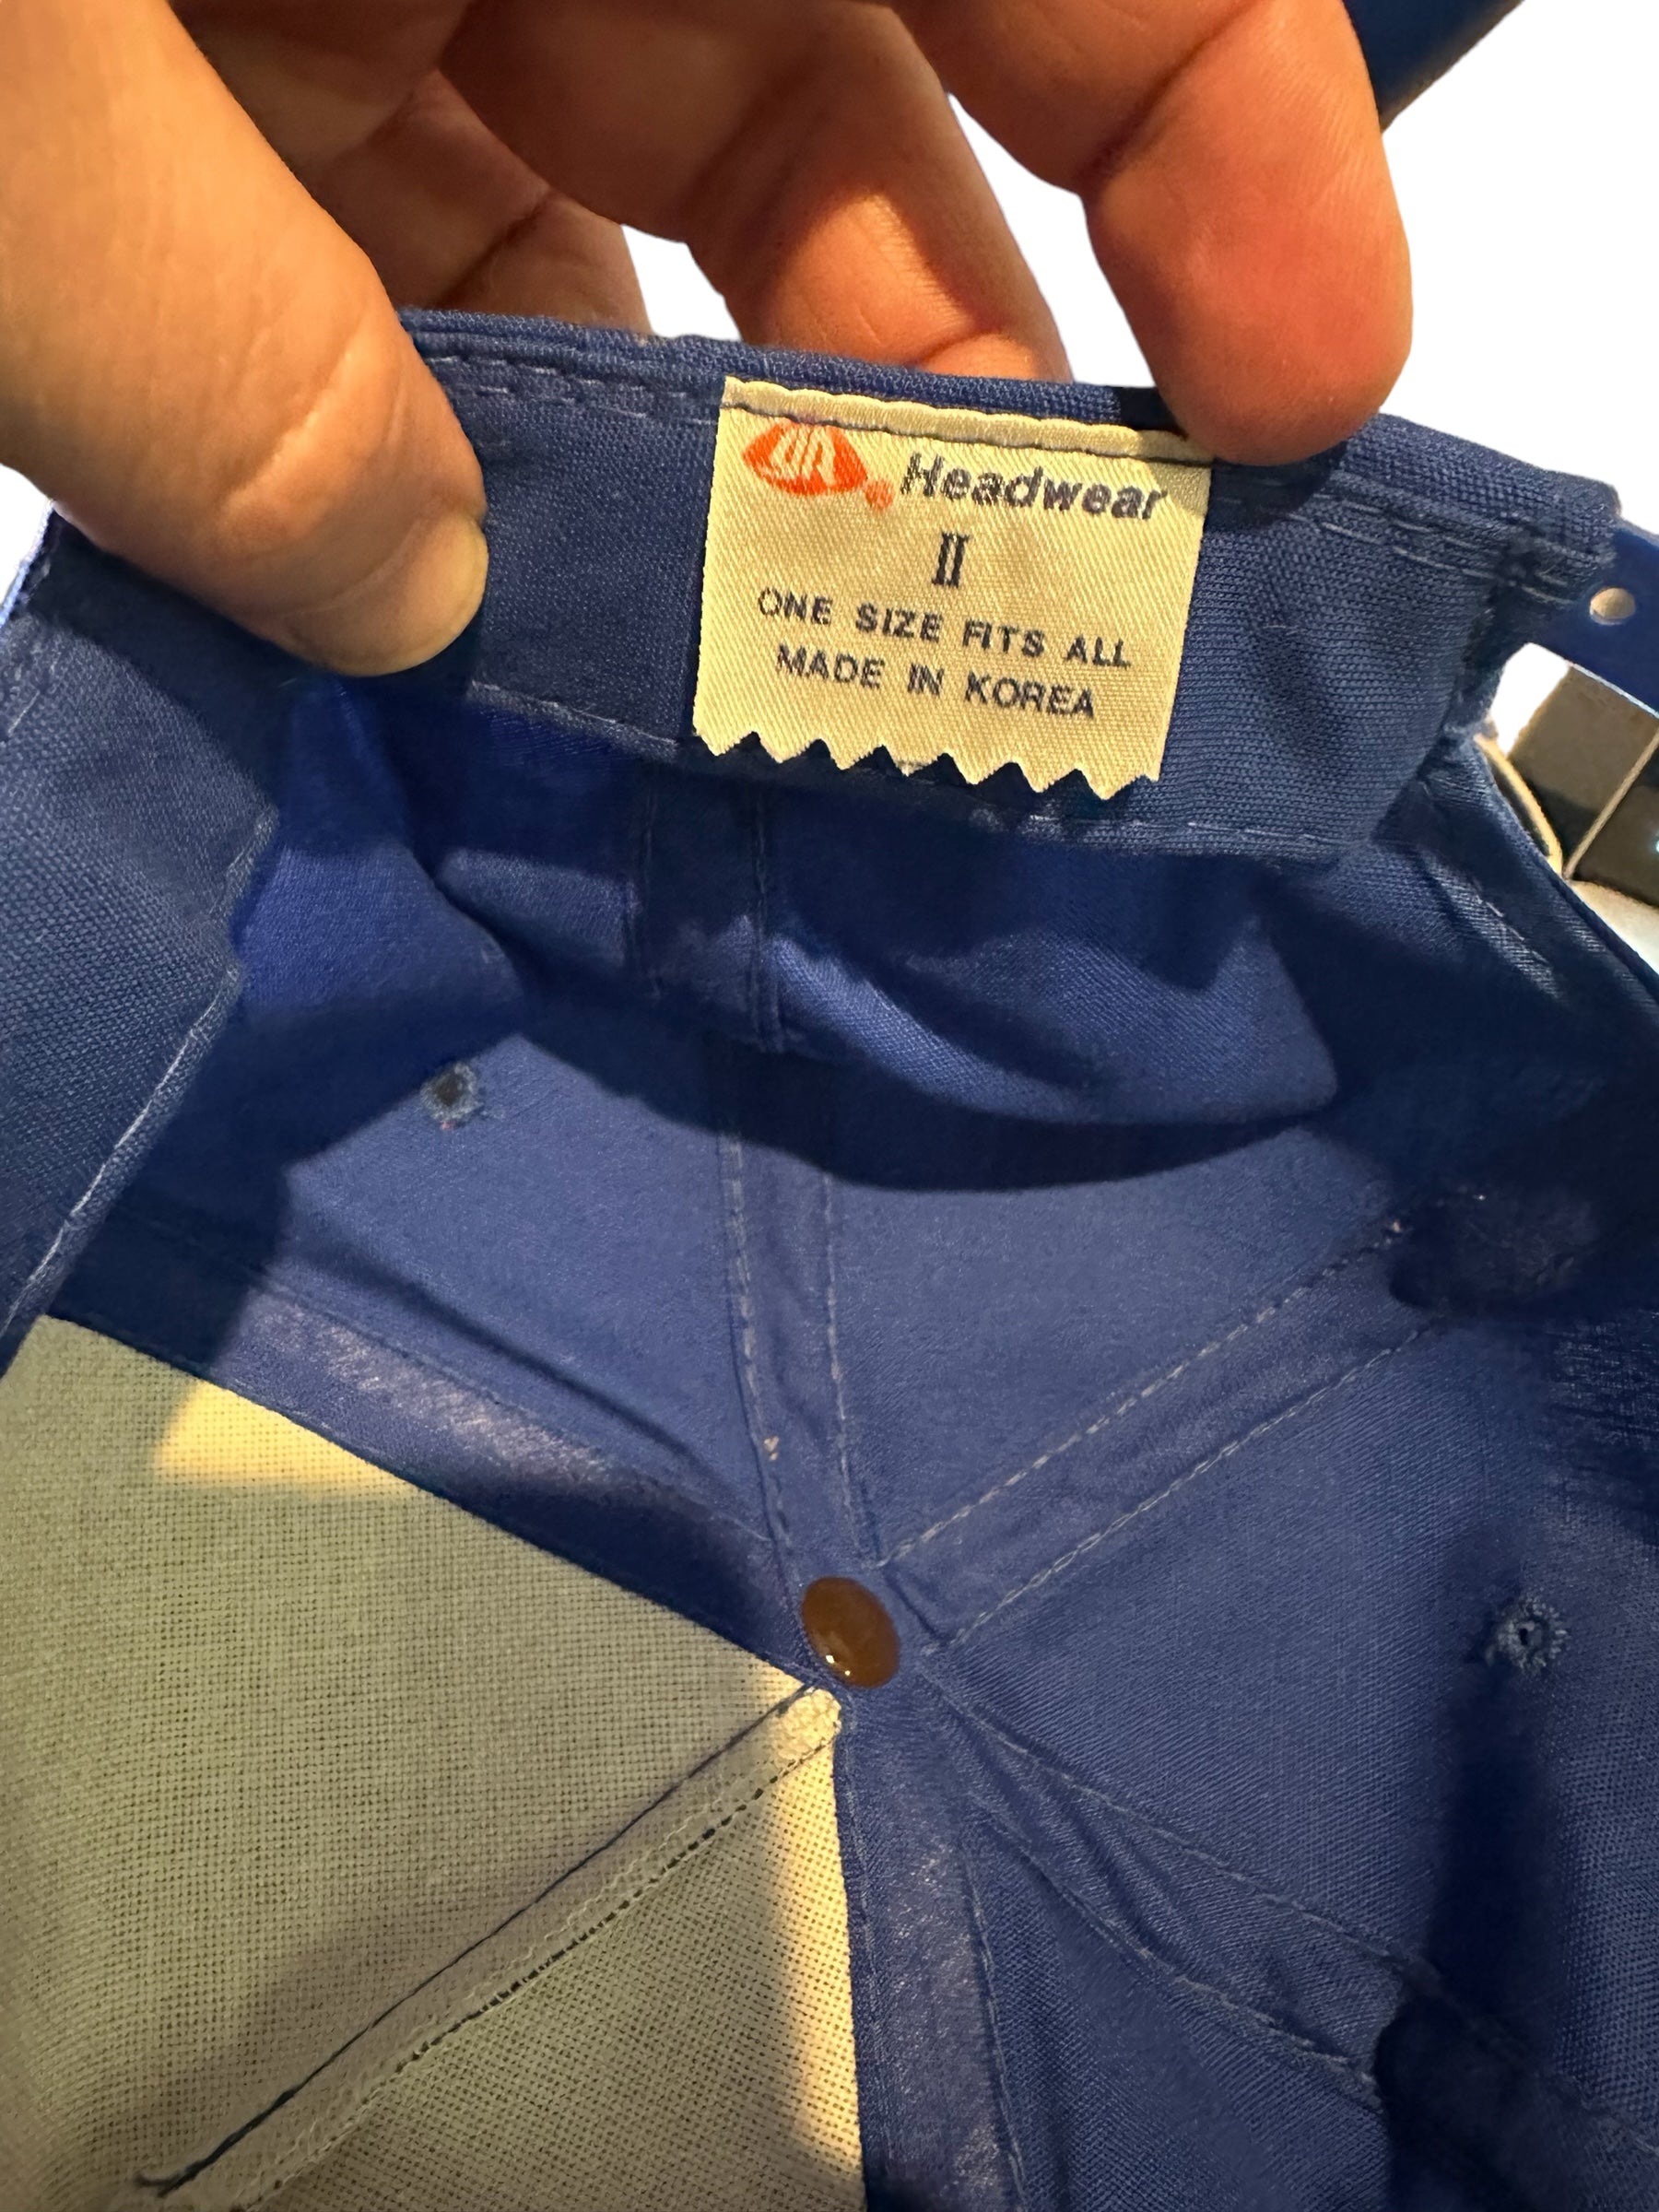 Headwear
II
ONE SIZE FITS ALL
MADE IN KOREA